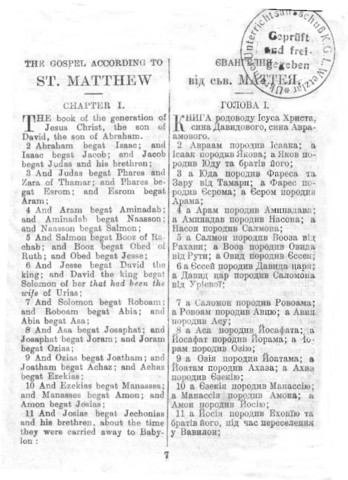 THE GOSPEL ACCORDING TO
ST. MATTHEW
CHAPTER I.
THE book of the generation of
Jesus Christ, the son of
David, the son of Abraham.
2 Abraham begat Isaac; and
Isaac begat Jacob; and Jacob
begat Judas and his brethren;
3 And Judas begat Phares and
Zara of Thamar; and Phares be-
gat Esrom; and Esrom begat
Aram;
4 And Aram begat Aminadab;
and Aminadab begat Naasson;
and Naasson begat Salmon;
5 And Salmon begat Booz of Ra-
chab; and Booz begat Obed of
Ruth; and Obed begat Jesse;
6 And Jesse begat David the
king; and David the king begat
Solomon of her that had been the
wife of Urias;
7 And Solomon begat Roboam;
and Roboam begat Abia; and
Abia begat Asa;
8 And Asa begat Josaphat; and
Josaphat begat Joram; and Joram
begat Ozias;
9 And Ozias begat Joatham; and
Joatham begat Achaz; and Achaz
begat Ezekias;
10 And Ezekias begat Manasses;
and Manasses begat Amon; and
Amon begat Josias;
11 And Josias begat Jechonias
and his brethren, about the time
they were carried away to Baby-
lon:
ЄВАНГЕЛИЯ
від сьв. МАТТЕЯ.
ГОЛОВА I.
КНИГА родоводу Ісуса Христа,
сина Давидового, сина Авра-
амового.
2 Авраам породив Ісаака; а
Ісаак породив Якова; а Яков по-
родив Юду та братів його;
3 а Юда породив Фареса та
Зару від Тамари; а Фарес по-
родив Єсрома; а Єсром породив
Арама;
4 а Арам породив Аминадава;
а Аминадав породив Насона; а
Насон породив Салмона;
5 а Салмон породив Вооза від
Рахави; а Вооз породив Овида
від Рути; а Овид породив Єссея;
6 а Єссей породив Давида царя;
а Давид цар породив Саломона
від Уриєвої;
7 а Саломон породив Ровоама;
а Ровоам породив Авию; а Авия
породив Асу;
8 а Аса породив Йосафата; а
Йосафат породив Йорама; а Йо-
рам породив Озію;
9 а Озія породив Йоатама; а
Йоатам породив Ахаза; а Ахаз
породив Єзекію;
10 а Єзекія породив Манассію;
а Манассія породив Амона; а
Амон породив Йосію;
11 а Йосія породив Єхонїю та
братів його, під час переселення
у Вавилон;
Geprüft
und frei-
gegeben
7